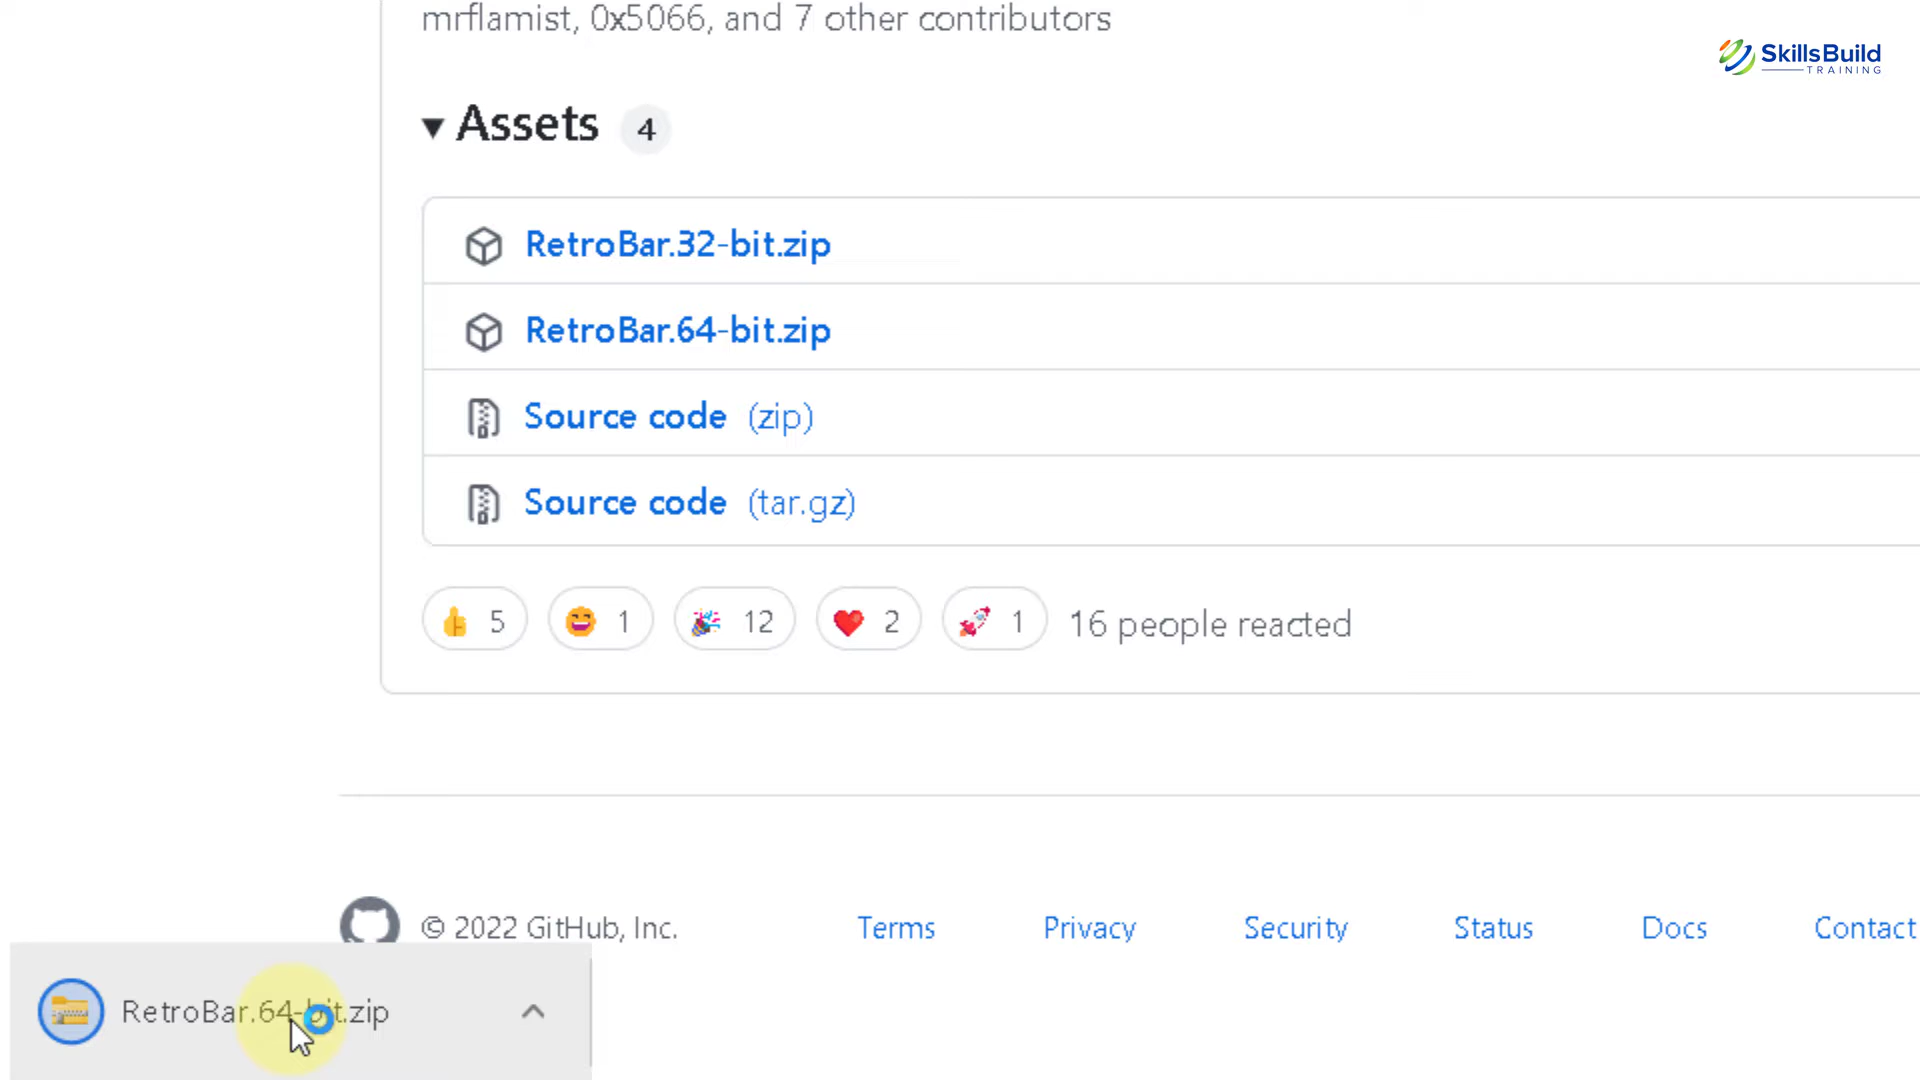 mrflamist, 0x5066, and 7 other contributors
SkillsBuild
TRAINING
Assets 4
RetroBar.32-bit.zip
RetroBar.64-bit.zip
Source code (zip)
Source code (tar.gz)
5 1 12 2 1 16 people reacted
© 2022 GitHub, Inc. Terms Privacy Security Status Docs Contact
RetroBar.64-bit.zip